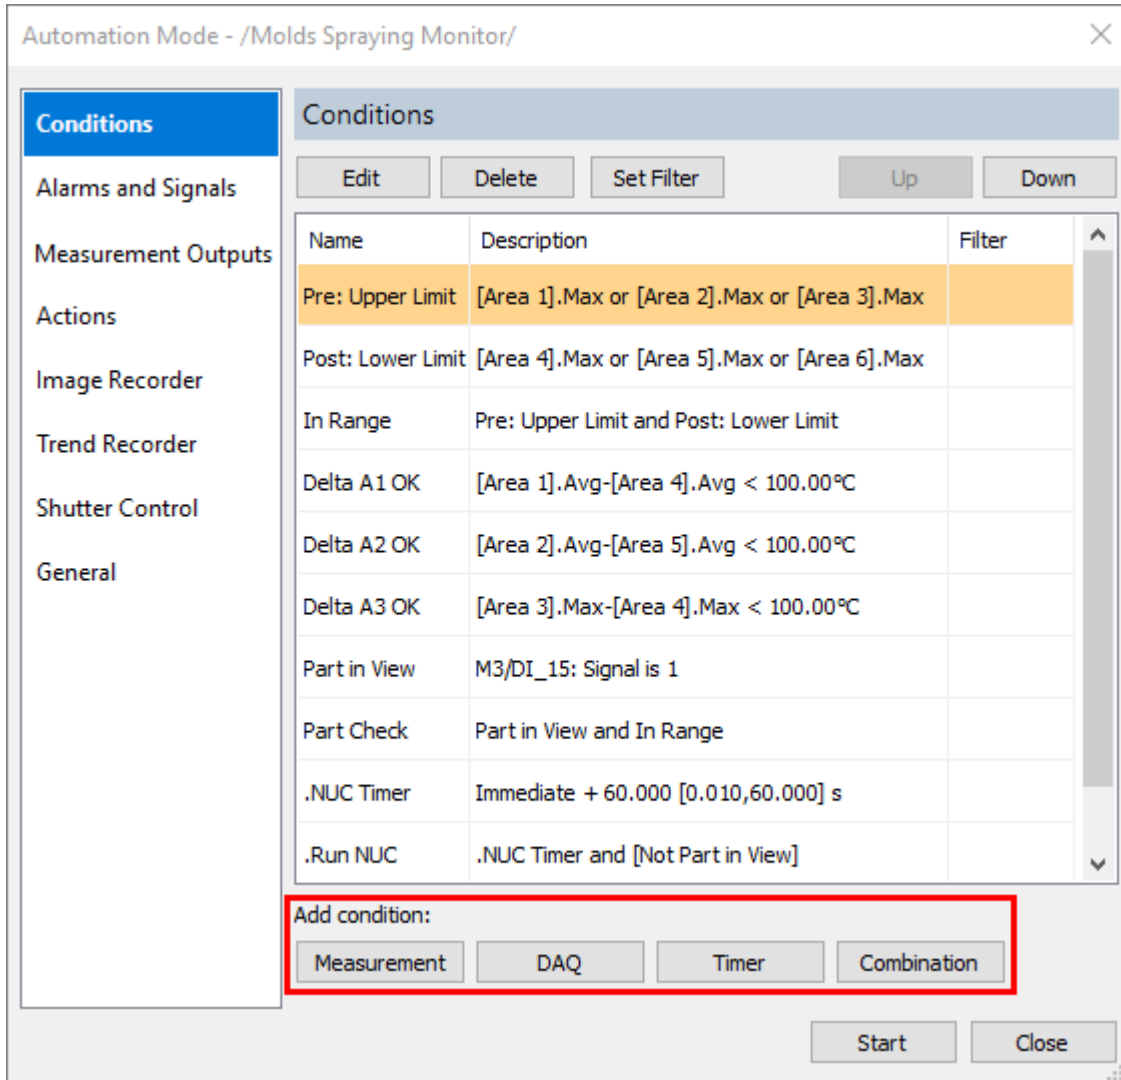 Automation Mode - /Molds Spraying Monitor/
Conditions
Alarms and Signals
Measurement Outputs
Actions
Image Recorder
Trend Recorder
Shutter Control
General
Conditions
Edit Delete Set Filter Up Down
Name Description Filter
Pre: Upper Limit [Area 1].Max or [Area 2].Max or [Area 3].Max
Post: Lower Limit [Area 4].Max or [Area 5].Max or [Area 6].Max
In Range Pre: Upper Limit and Post: Lower Limit
Delta A1 OK [Area 1].Avg-[Area 4].Avg < 100.00°C
Delta A2 OK [Area 2].Avg-[Area 5].Avg < 100.00°C
Delta A3 OK [Area 3].Max-[Area 4].Max < 100.00°C
Part in View M3/DI_15: Signal is 1
Part Check Part in View and In Range
.NUC Timer Immediate + 60.000 [0.010,60.000] s
.Run NUC .NUC Timer and [Not Part in View]
Add condition:
Measurement DAQ Timer Combination
Start Close